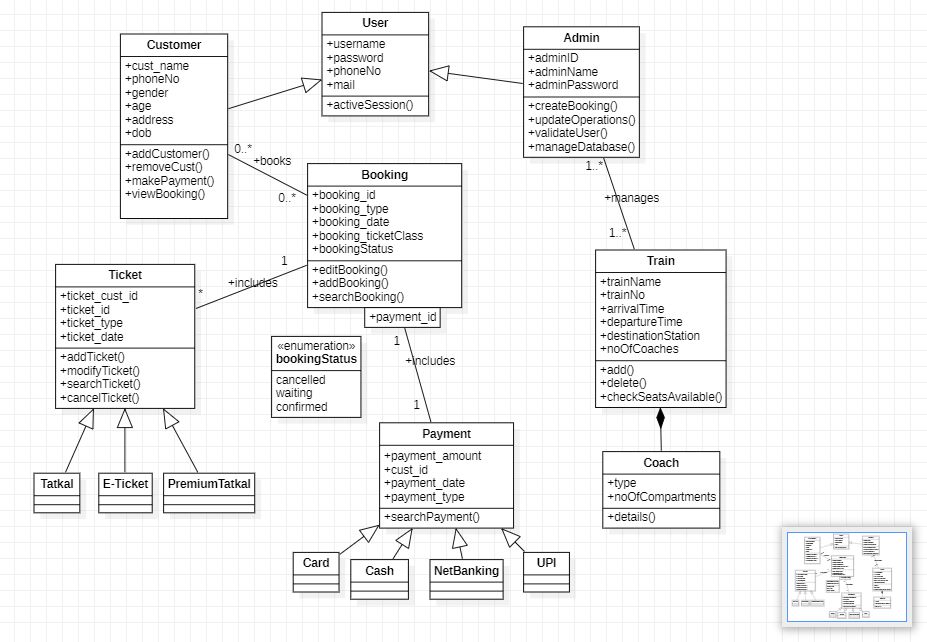 User
+username
+password
+phoneNo
+mail
+activeSession()
Customer
+cust_name
+phoneNo
+gender
+age
+address
+dob
+addCustomer()
+removeCust()
+makePayment()
+viewBooking()
Admin
+adminID
+adminName
+adminPassword
+createBooking()
+updateOperations()
+validateUser()
+manageDatabase()
0..*
+books
0..*
1..*
+manages
1..*
Booking
+booking_id
+booking_type
+booking_date
+booking_ticketClass
+bookingStatus
+editBooking()
+addBooking()
+searchBooking()
+payment_id
1
+includes
*
Ticket
+ticket_cust_id
+ticket_id
+ticket_type
+ticket_date
+addTicket()
+modifyTicket()
+searchTicket()
+cancelTicket()
Train
+trainName
+trainNo
+arrivalTime
+departureTime
+destinationStation
+noOfCoaches
+add()
+delete()
+checkSeatsAvailable()
«enumeration»
bookingStatus
cancelled
waiting
confirmed
1
+includes
1
Payment
+payment_amount
+cust_id
+payment_date
+payment_type
+searchPayment()
Coach
+type
+noOfCompartments
+details()
Tatkal
E-Ticket
PremiumTatkal
Card
Cash
NetBanking
UPI